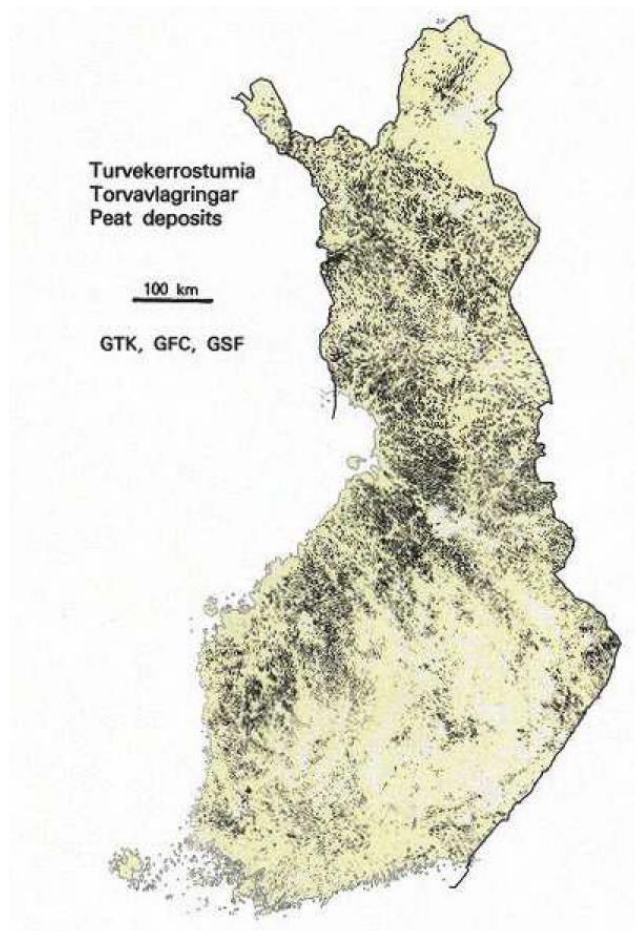 Turvekerrostumia
Torvavlagringar
Peat deposits
100 km
GTK, GFC, GSF